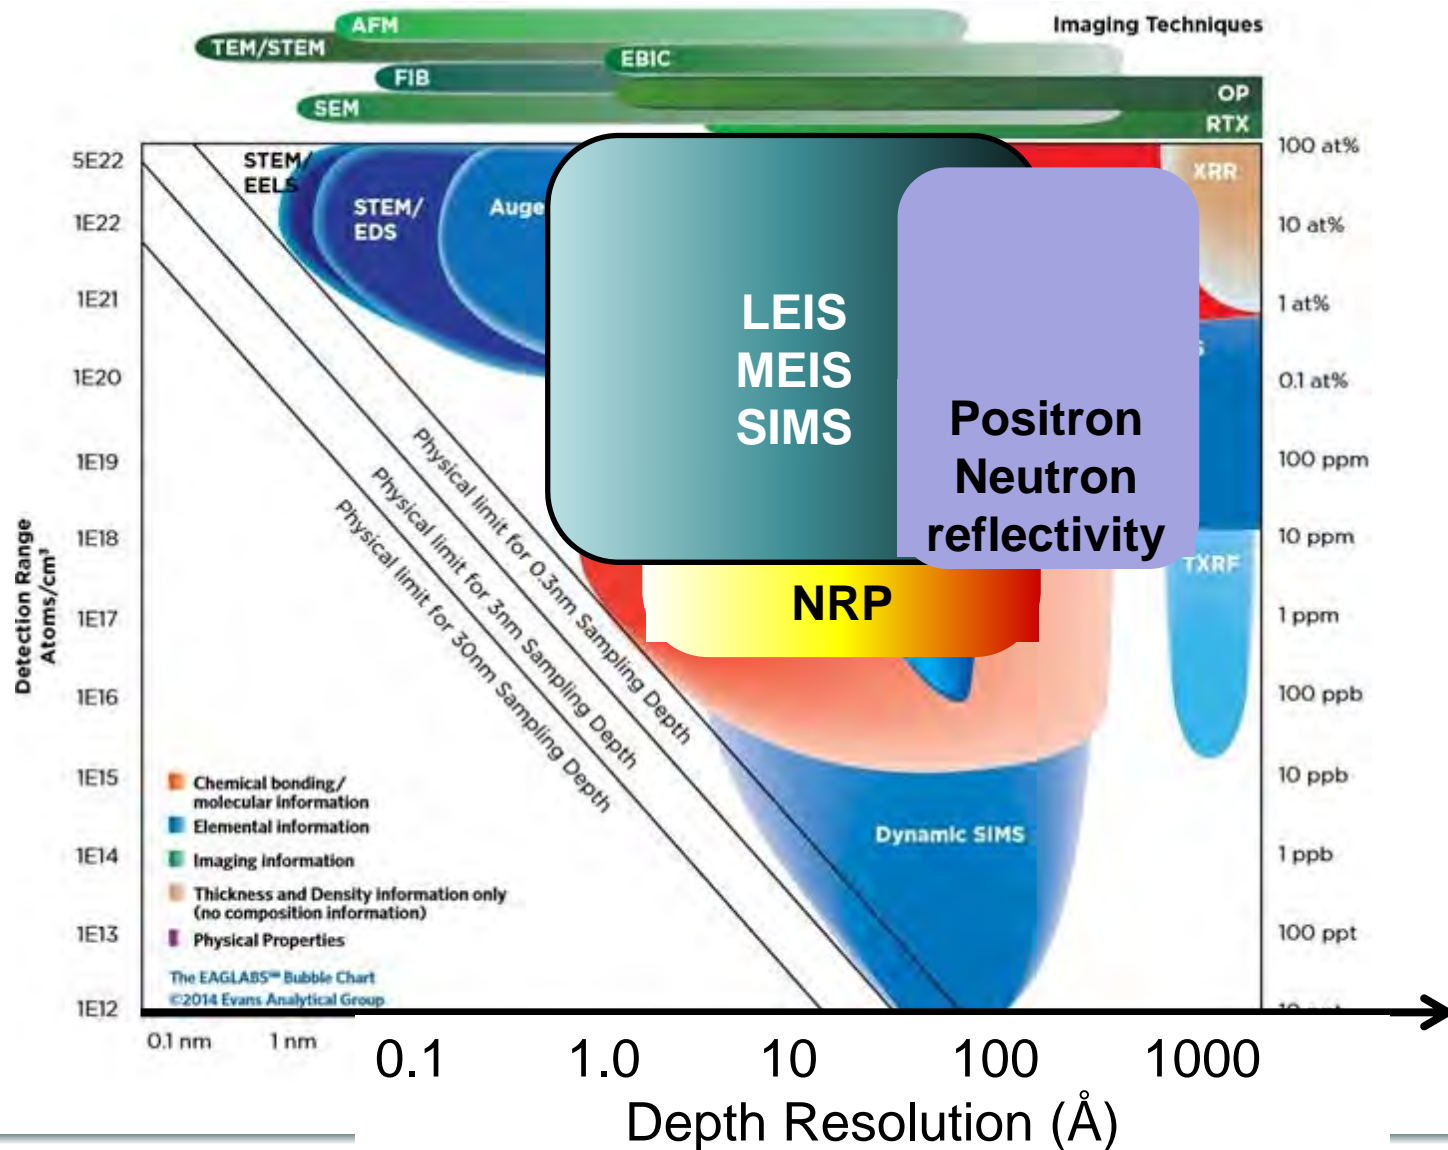 AFM
Imaging Techniques
TEM/STEM
EBIC
FIB
OP
SEM
RTX
5E22
1E22
1E21
1E20
1E19
1E18
1E17
1E16
1E15
1E14
1E13
1E12
Detection Range
Atoms/cm³
100 at%
10 at%
1 at%
0.1 at%
100 ppm
10 ppm
1 ppm
100 ppb
10 ppb
1 ppb
100 ppt
STEM/
EELS
STEM/
EDS
Auge
XRR
S
TXRF
LEIS
MEIS
SIMS
Positron
Neutron
reflectivity
NRP
Dynamic SIMS
Physical limit for 0.3nm Sampling Depth
Physical limit for 3nm Sampling Depth
Physical limit for 30nm Sampling Depth
Chemical bonding/
molecular information
Elemental information
Imaging information
Thickness and Density information only
(no composition information)
Physical Properties
The EAGLABS℠ Bubble Chart
©2014 Evans Analytical Group
0.1 nm
1 nm
0.1 1.0 10 100 1000
Depth Resolution (Å)